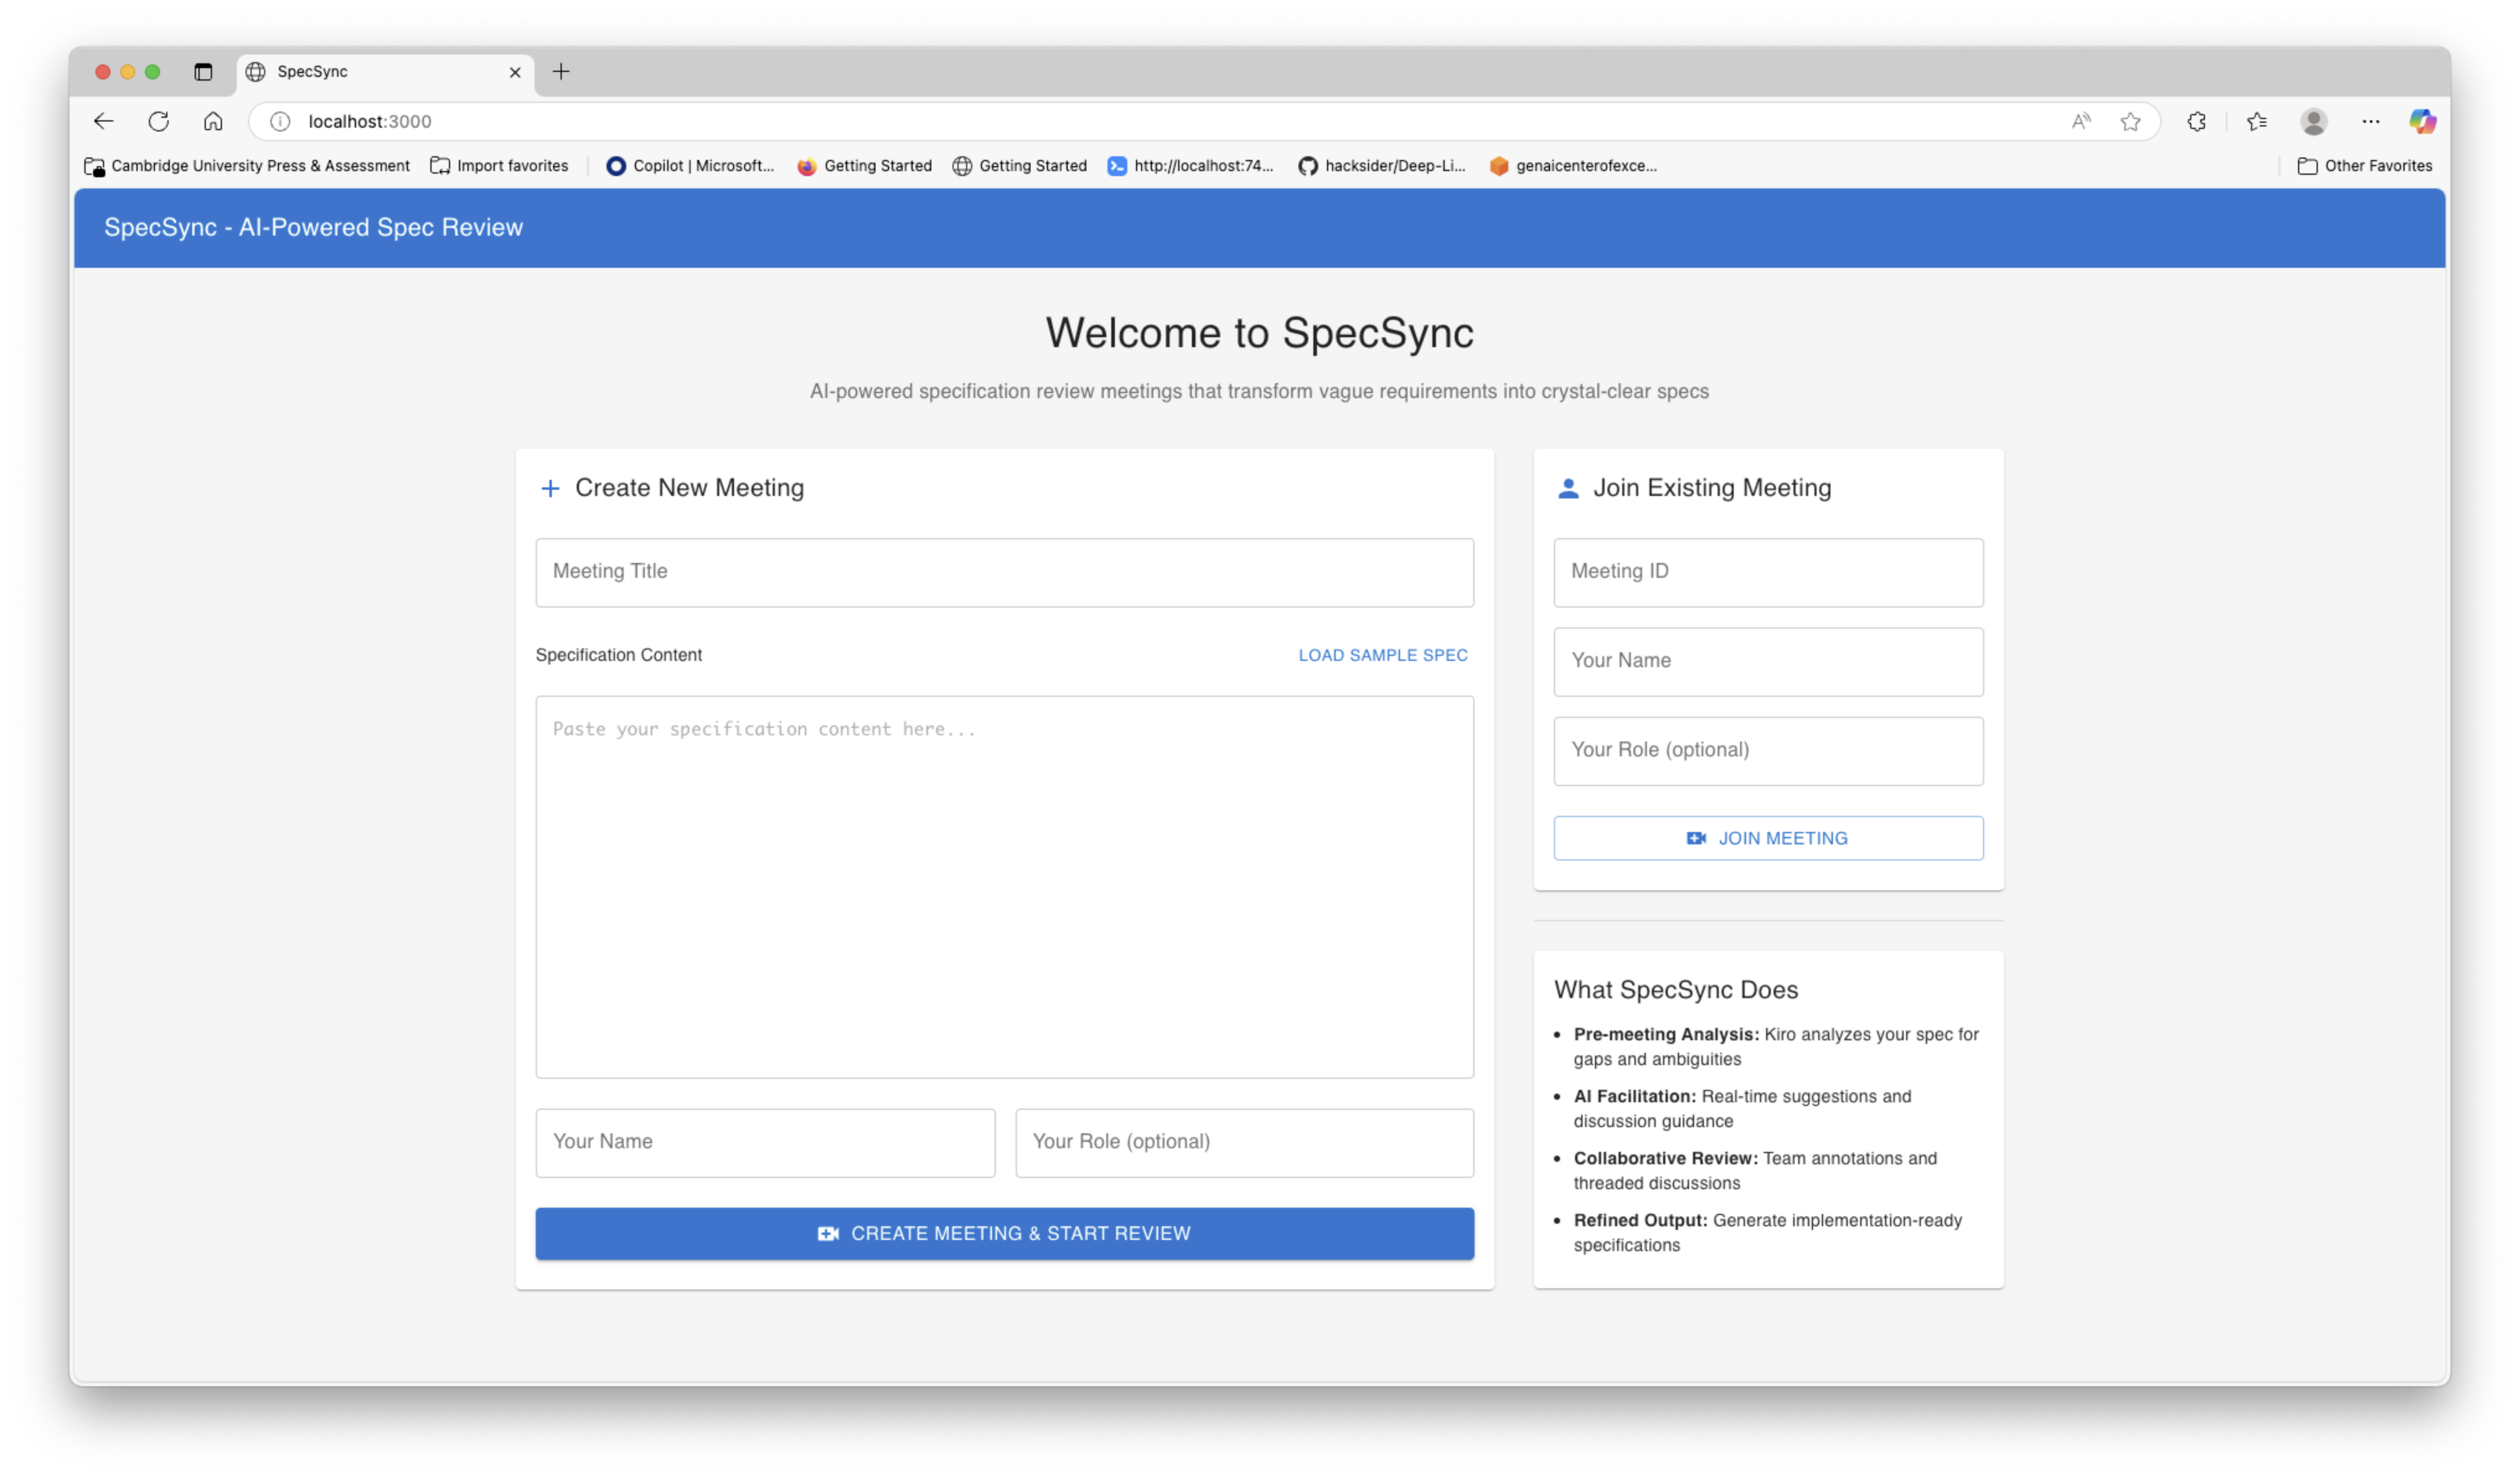 SpecSync
localhost:3000
Cambridge University Press & Assessment
Import favorites
Copilot | Microsoft...
Getting Started
Getting Started
http://localhost:74...
hacksider/Deep-Li...
genaicenterofexce...
Other Favorites
SpecSync - AI-Powered Spec Review
Welcome to SpecSync
AI-powered specification review meetings that transform vague requirements into crystal-clear specs
Create New Meeting
Meeting Title
Specification Content
LOAD SAMPLE SPEC
Paste your specification content here...
Your Name
Your Role (optional)
CREATE MEETING & START REVIEW
Join Existing Meeting
Meeting ID
Your Name
Your Role (optional)
JOIN MEETING
What SpecSync Does
• Pre-meeting Analysis: Kiro analyzes your spec for
gaps and ambiguities
• AI Facilitation: Real-time suggestions and
discussion guidance
• Collaborative Review: Team annotations and
threaded discussions
• Refined Output: Generate implementation-ready
specifications